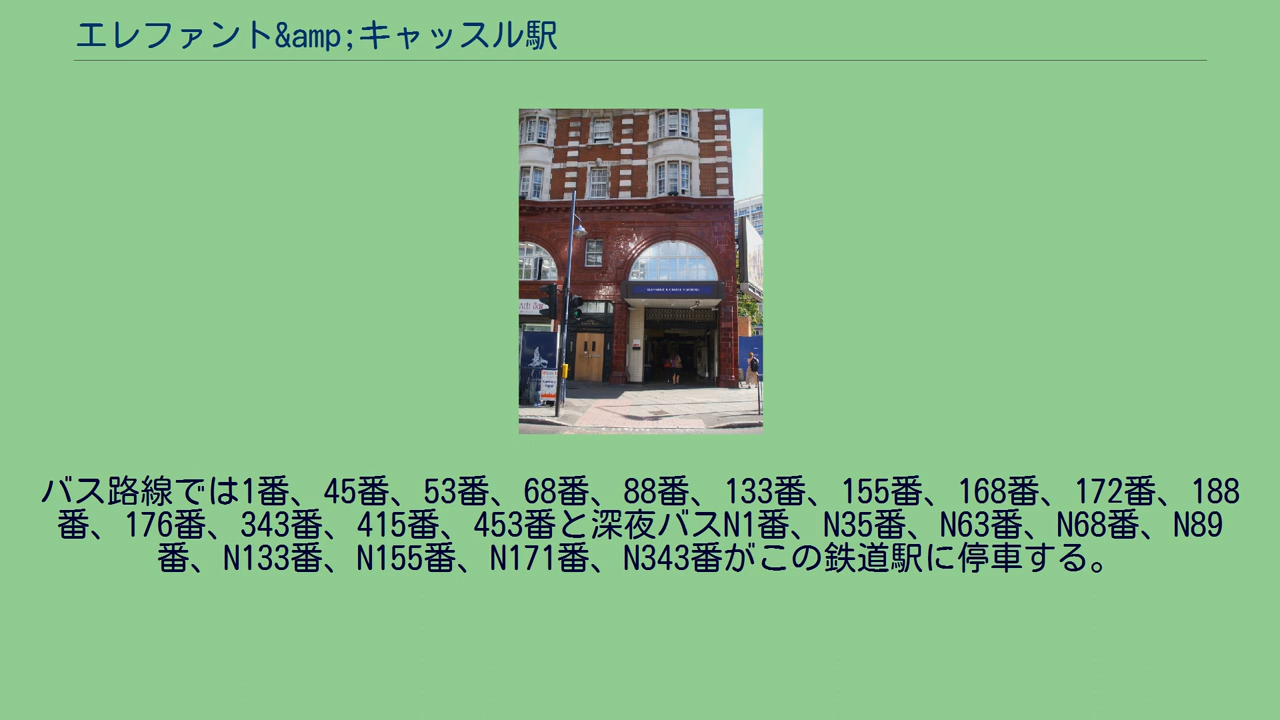 エレファント&amp;キャッスル駅
バス路線では1番、45番、53番、68番、88番、133番、155番、168番、172番、188
番、176番、343番、415番、453番と深夜バスN1番、N35番、N63番、N68番、N89
番、N133番、N155番、N171番、N343番がこの鉄道駅に停車する。